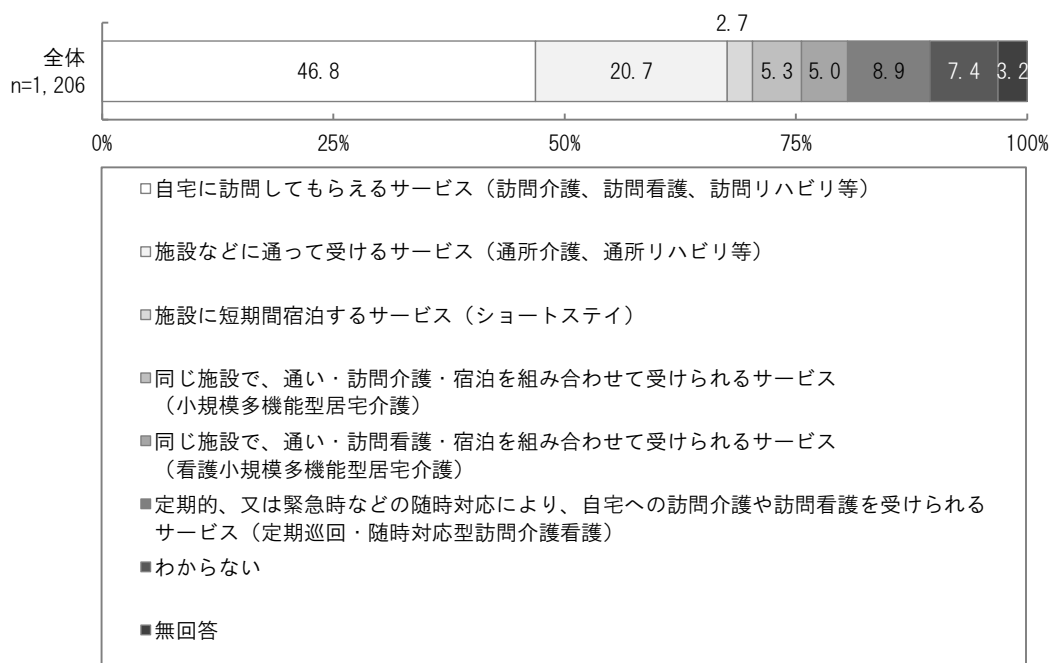 2.7
全体
n=1,206
46.8 20.7 5.3 5.0 8.9 7.4 3.2
0% 25% 50% 75% 100%
自宅に訪問してもらえるサービス（訪問介護、訪問看護、訪問リハビリ等）
施設などに通って受けるサービス（通所介護、通所リハビリ等）
施設に短期間宿泊するサービス（ショートステイ）
同じ施設で、通い・訪問介護・宿泊を組み合わせて受けられるサービス
（小規模多機能型居宅介護）
同じ施設で、通い・訪問看護・宿泊を組み合わせて受けられるサービス
（看護小規模多機能型居宅介護）
定期的、又は緊急時などの随時対応により、自宅への訪問介護や訪問看護を受けられる
サービス（定期巡回・随時対応型訪問介護看護）
わからない
無回答